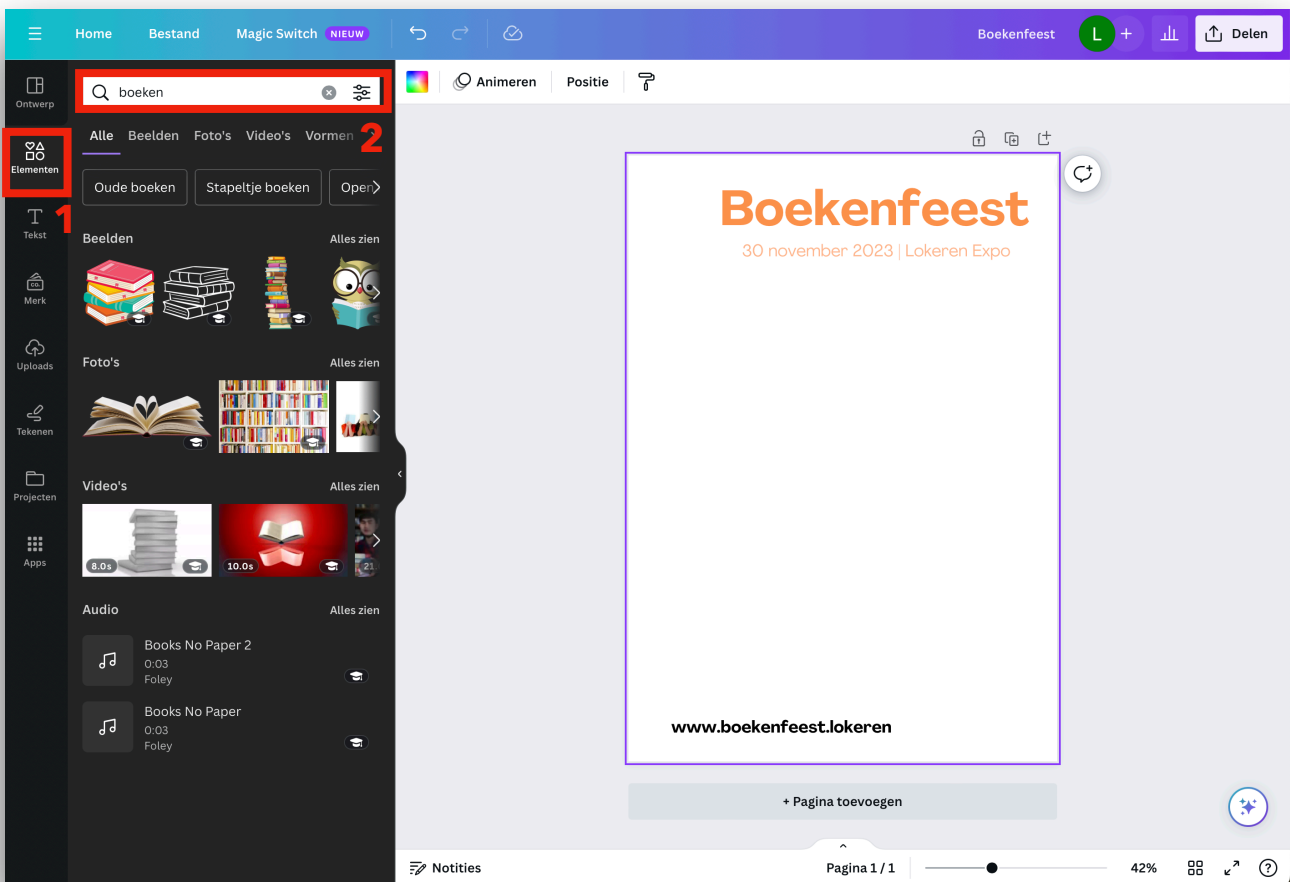 Home Bestand Magic Switch NIEUW Boekenfeest L + Delen
Ontwerp
Elementen
1
Tekst
Merk
CO.
Uploads
Tekenen
Projecten
Apps
boeken
2
Alle Beelden Foto's Video's Vormen
Oude boeken Stapeltje boeken Open
Beelden Alles zien
Foto's Alles zien
Video's Alles zien
8.0s 10.0s 21.
Audio Alles zien
Books No Paper 2
0:03
Foley
Books No Paper
0:03
Foley
Animeren Positie
Boekenfeest
30 november 2023 | Lokeren Expo
www.boekenfeest.lokeren
+ Pagina toevoegen
Notities Pagina 1 / 1 42% ?